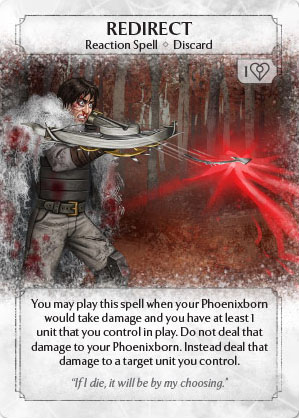 REDIRECT
Reaction Spell ◇ Discard
1
You may play this spell when your Phoenixborn
would take damage and you have at least 1
unit that you control in play. Do not deal that
damage to your Phoenixborn. Instead deal that
damage to a target unit you control.
"If I die, it will be by my choosing."